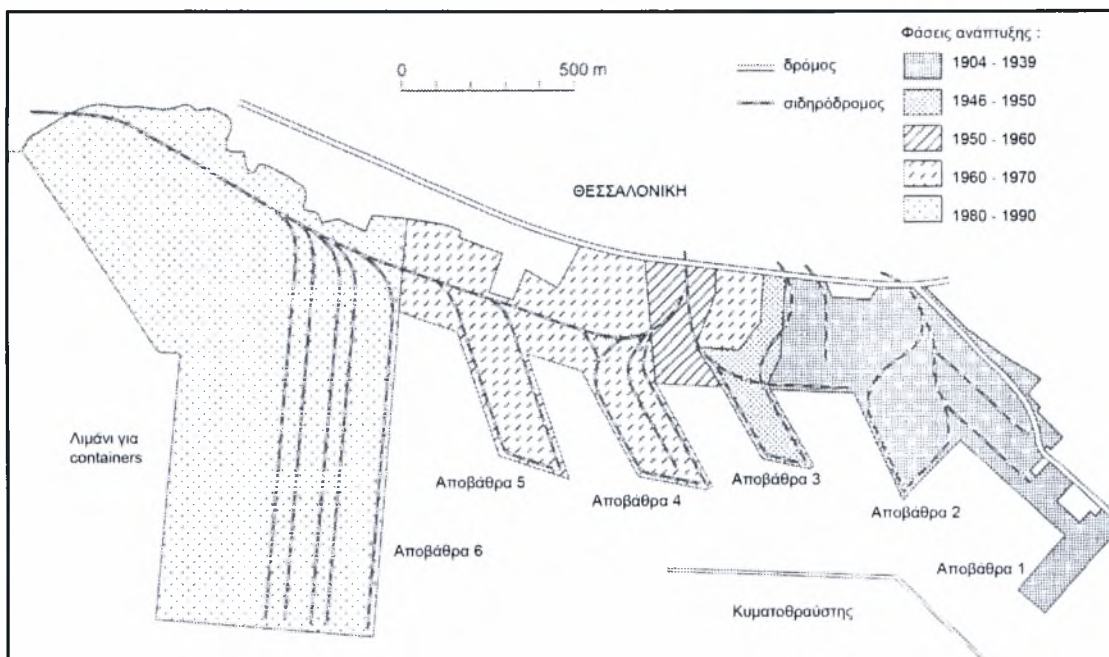 Φάσεις ανάπτυξης :
0 500 m
δρόμος
σιδηρόδρομος
1904 - 1939
1946 - 1950
1950 - 1960
1960 - 1970
1980 - 1990
ΘΕΣΣΑΛΟΝΙΚΗ
Λιμάνι για
containers
Αποβάθρα 6
Αποβάθρα 5
Αποβάθρα 4
Αποβάθρα 3
Αποβάθρα 2
Αποβάθρα 1
Κυματοθραύστης